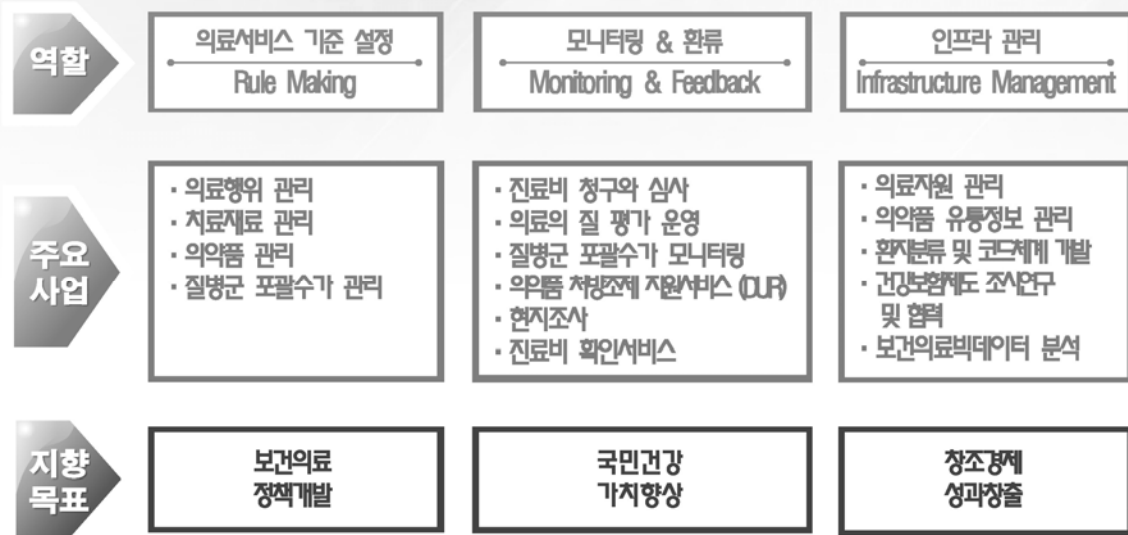 역할
의료서비스 기준 설정
Rule Making
모니터링 & 환류
Monitoring & Feedback
인프라 관리
Infrastructure Management
주요
사업
· 의료행위 관리
· 치료재료 관리
· 의약품 관리
· 질병군 포괄수가 관리
· 진료비 청구와 심사
· 의료의 질 평가 운영
· 질병군 포괄수가 모니터링
· 의약품 처방조제 지원서비스 (DUR)
· 현지조사
· 진료비 확인서비스
· 의료자원 관리
· 의약품 유통정보 관리
· 환자분류 및 코드체계 개발
· 건강보험제도 조사연구
및 협력
· 보건의료빅데이터 분석
지향
목표
보건의료
정책개발
국민건강
가치향상
창조경제
성과창출